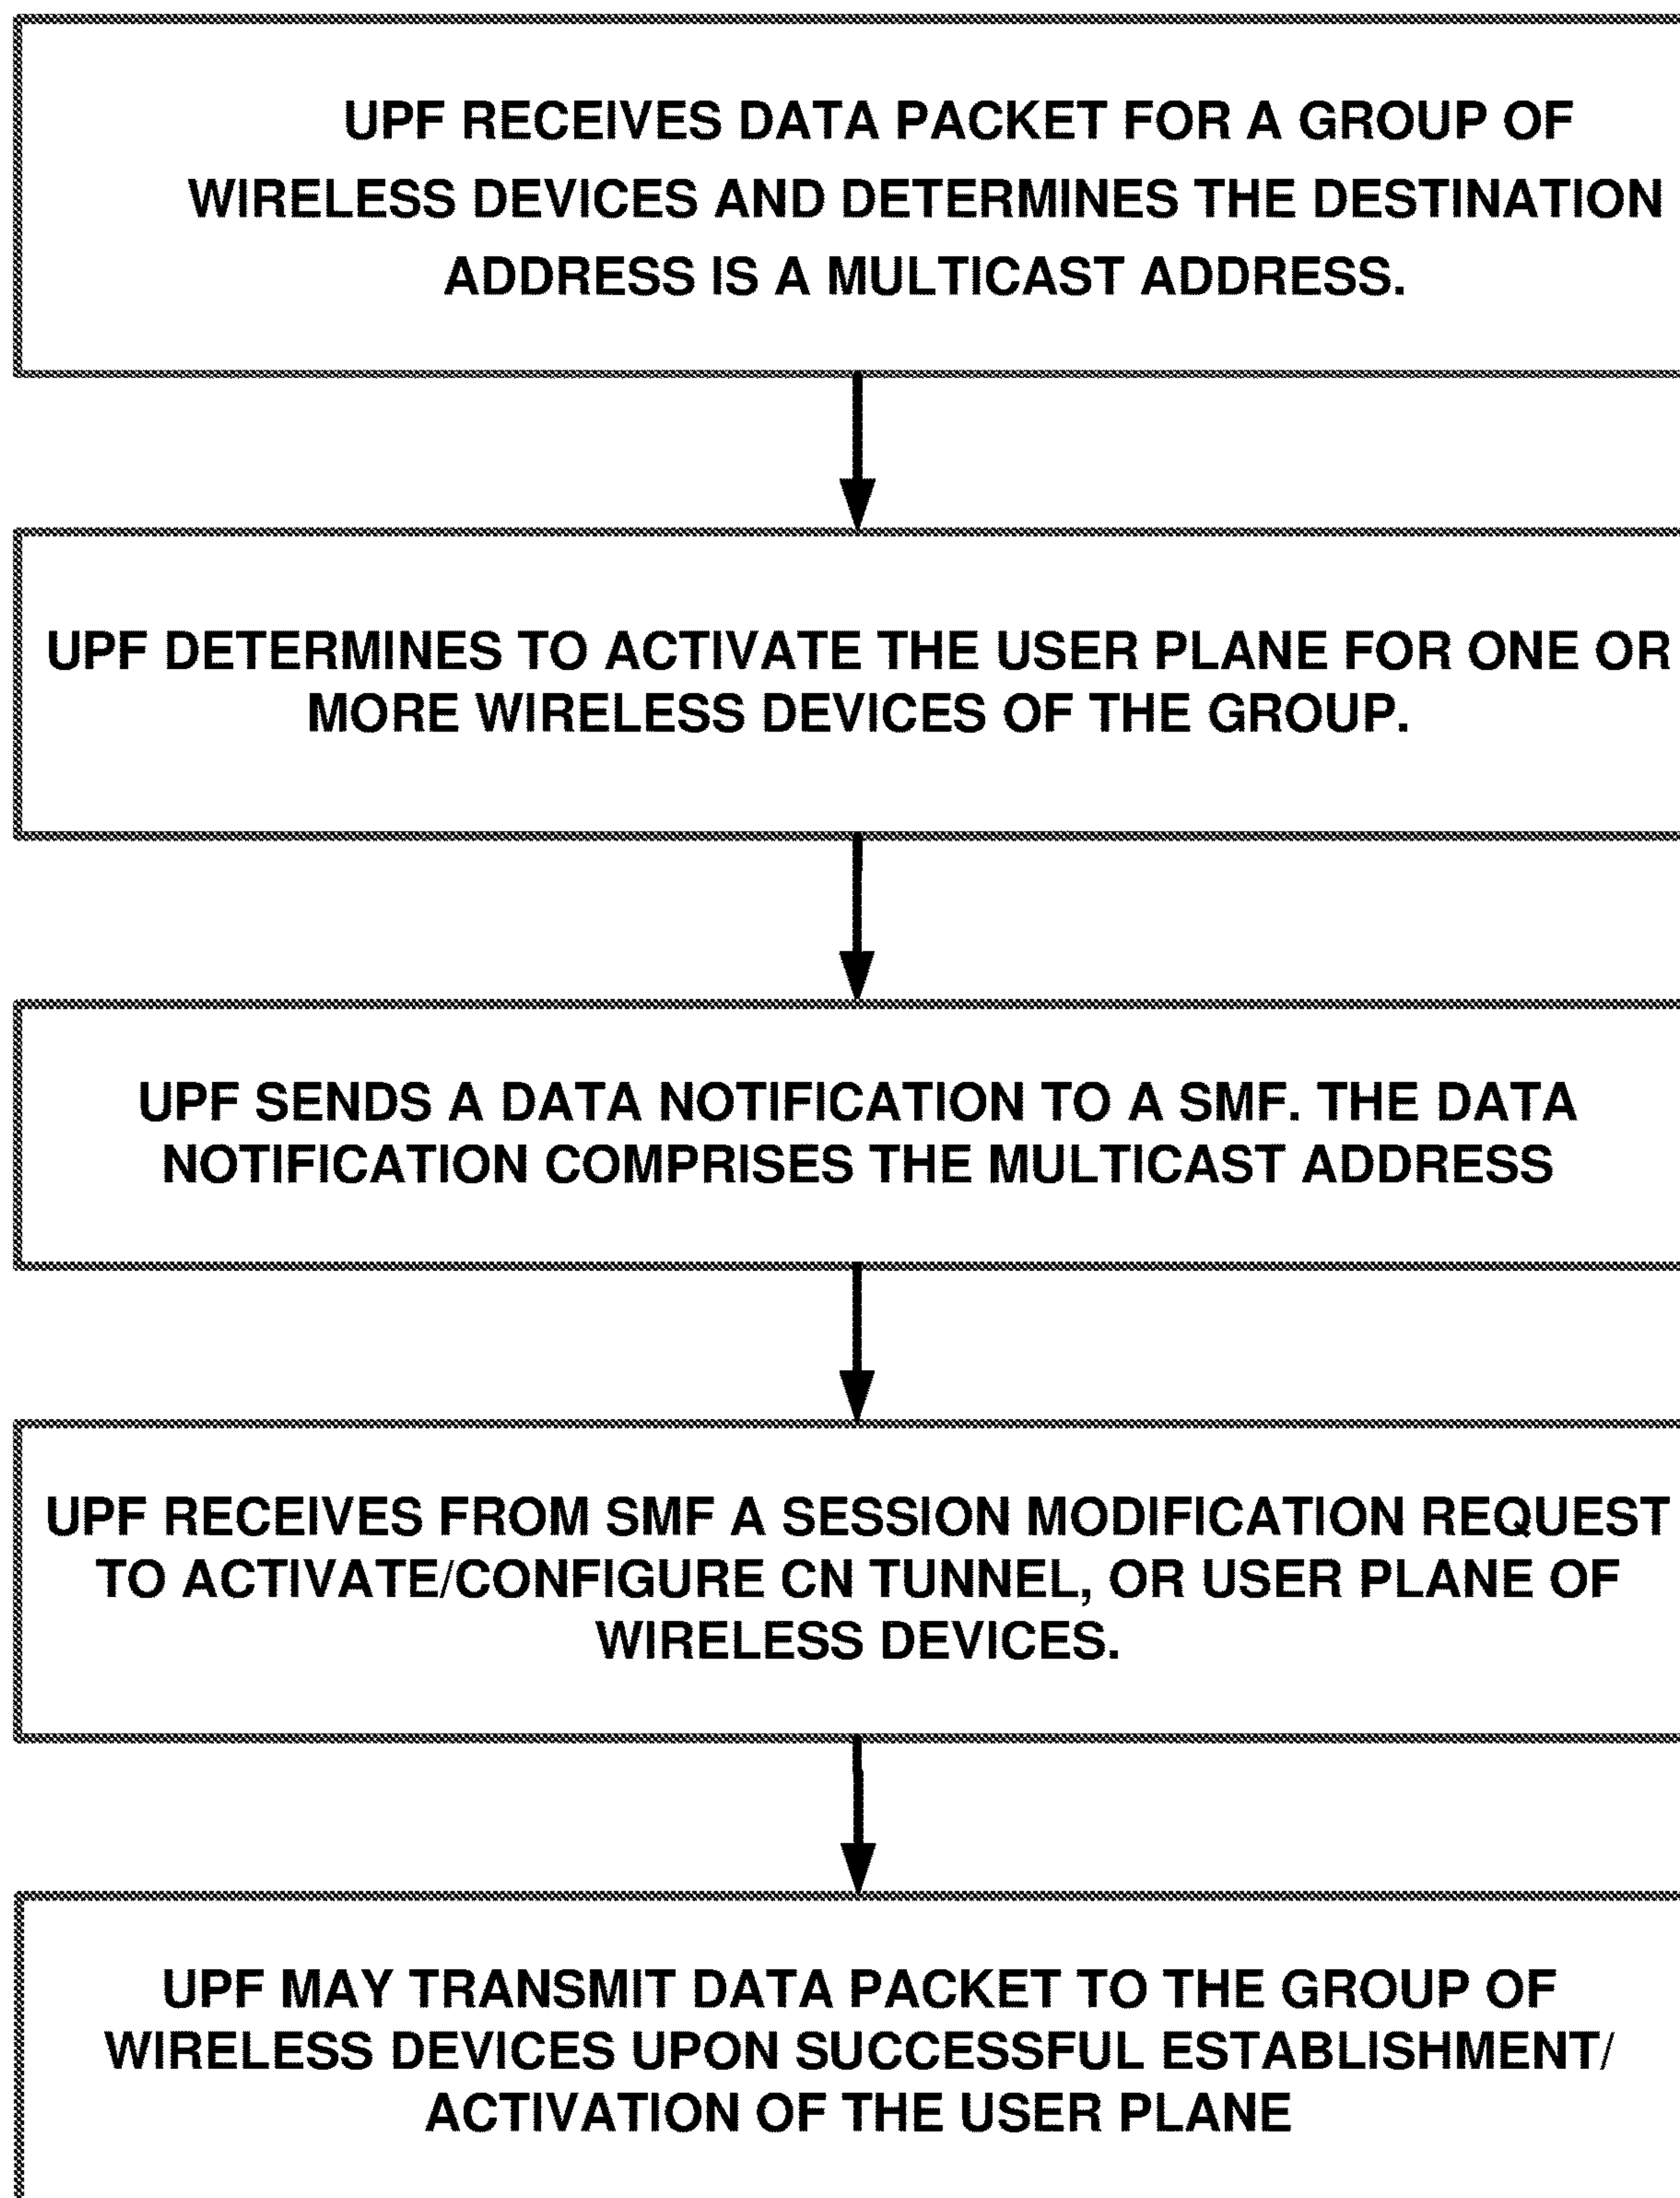 UPF RECEIVES DATA PACKET FOR A GROUP OF
WIRELESS DEVICES AND DETERMINES THE DESTINATION
ADDRESS IS A MULTICAST ADDRESS.
UPF DETERMINES TO ACTIVATE THE USER PLANE FOR ONE OR
MORE WIRELESS DEVICES OF THE GROUP.
UPF SENDS A DATA NOTIFICATION TO A SMF. THE DATA
NOTIFICATION COMPRISES THE MULTICAST ADDRESS
UPF RECEIVES FROM SMF A SESSION MODIFICATION REQUEST
TO ACTIVATE/CONFIGURE CN TUNNEL, OR USER PLANE OF
WIRELESS DEVICES.
UPF MAY TRANSMIT DATA PACKET TO THE GROUP OF
WIRELESS DEVICES UPON SUCCESSFUL ESTABLISHMENT/
ACTIVATION OF THE USER PLANE